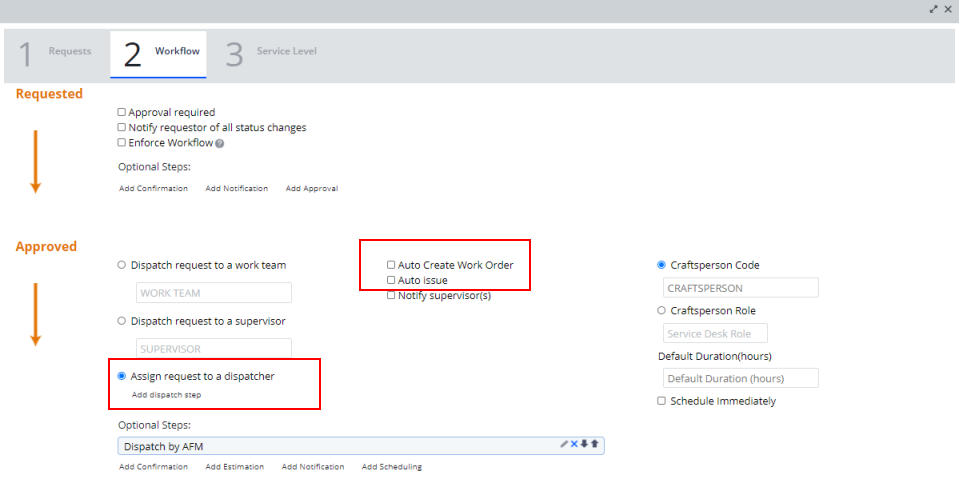 1 Requests 2 Workflow 3 Service Level
Requested
Approval required
Notify requestor of all status changes
Enforce Workflow ?
Optional Steps:
Add Confirmation Add Notification Add Approval
Approved
Dispatch request to a work team Auto Create Work Order Craftsperson Code
Auto issue
WORK TEAM Notify supervisor(s) CRAFTSPERSON
Craftsperson Role
Dispatch request to a supervisor
Service Desk Role
SUPERVISOR
Default Duration(hours)
Assign request to a dispatcher Default Duration (hours)
Add dispatch step
Schedule Immediately
Optional Steps:
Dispatch by AFM
Add Confirmation Add Estimation Add Notification Add Scheduling